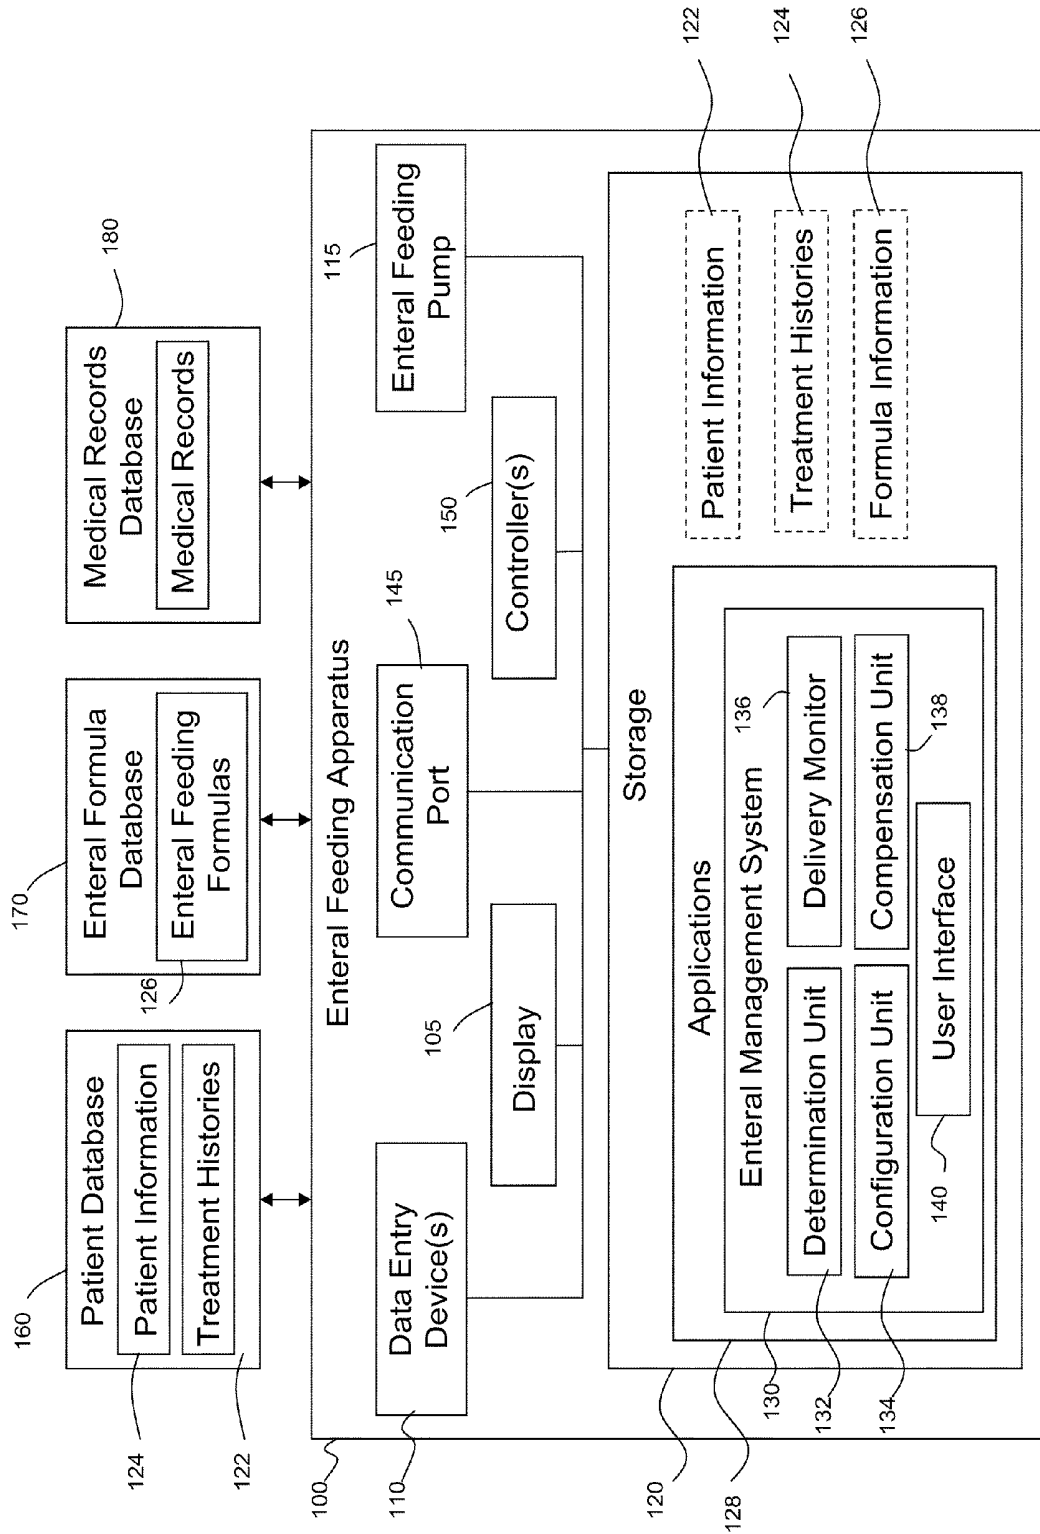 160
Patient Database
124
Patient Information
Treatment Histories
122
170
Enteral Formula
Database
126
Enteral Feeding
Formulas
180
Medical Records
Database
Medical Records
100
Enteral Feeding Apparatus
110
Data Entry
Device(s)
105
Display
145
Communication
Port
150
Controller(s)
115
Enteral Feeding
Pump
120
Storage
128
Applications
130
Enteral Management System
132
Determination Unit
136
Delivery Monitor
134
Configuration Unit
138
Compensation Unit
140
User Interface
Patient Information
122
Treatment Histories
124
Formula Information
126